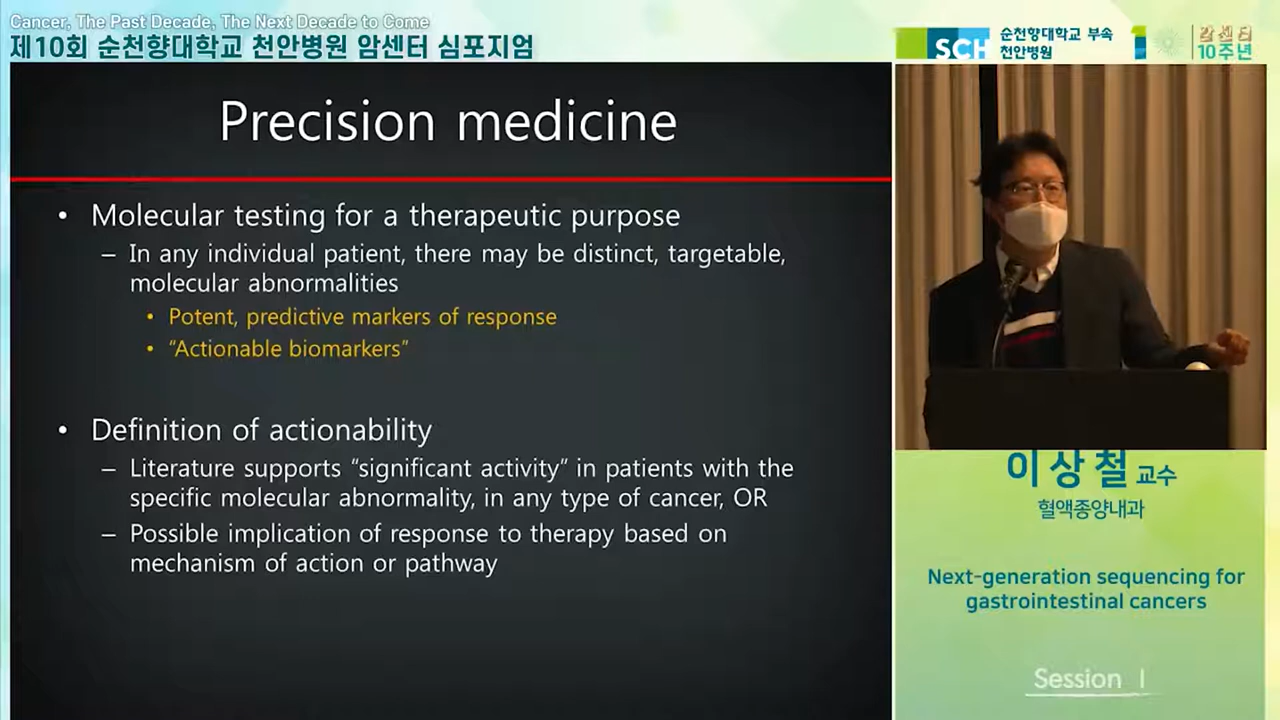 Cancer, The Past Decade, The Next Decade to Come
제10회 순천향대학교 천안병원 암센터 심포지엄
SCH
순천향대학교 부속
천안병원
1
암센터
10주년
Precision medicine
• Molecular testing for a therapeutic purpose
– In any individual patient, there may be distinct, targetable,
molecular abnormalities
• Potent, predictive markers of response
• “Actionable biomarkers”
• Definition of actionability
– Literature supports “significant activity” in patients with the
specific molecular abnormality, in any type of cancer, OR
– Possible implication of response to therapy based on
mechanism of action or pathway
이상철 교수
혈액종양내과
Next-generation sequencing for
gastrointestinal cancers
Session I